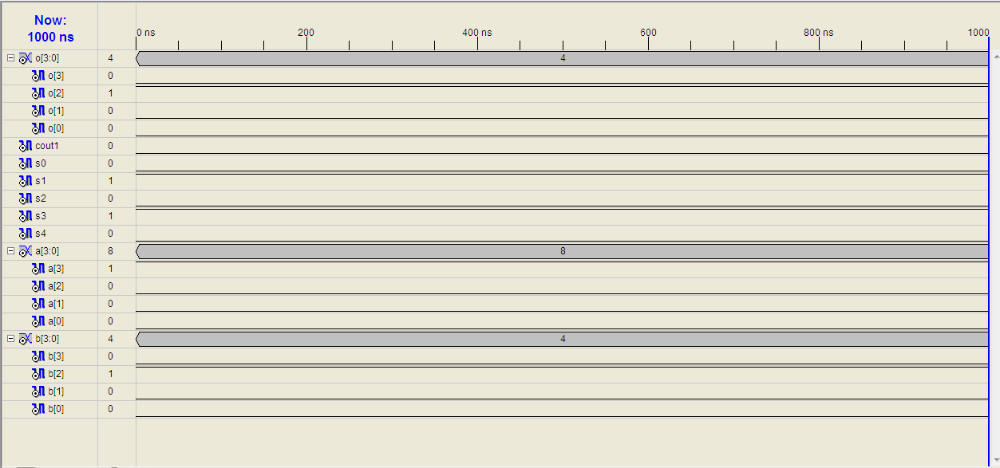 Now:
1000 ns
0 ns 200 400 ns 600 800 ns 1000
o[3:0] 4 4
o[3] 0
o[2] 1
o[1] 0
o[0] 0
cout1 0
s0 0
s1 1
s2 0
s3 1
s4 0
a[3:0] 8 8
a[3] 1
a[2] 0
a[1] 0
a[0] 0
b[3:0] 4 4
b[3] 0
b[2] 1
b[1] 0
b[0] 0